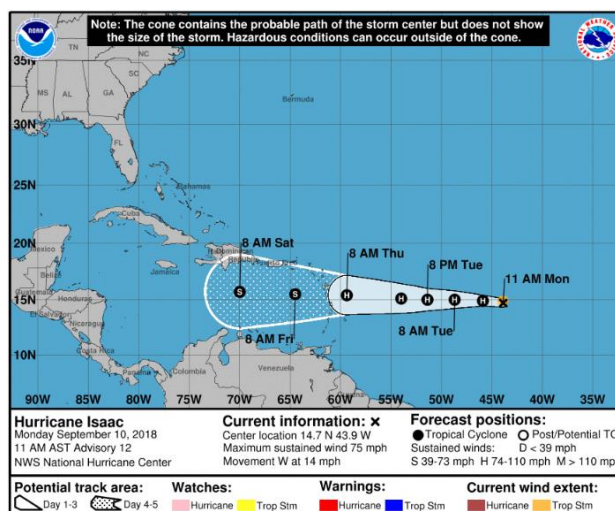 Note: The cone contains the probable path of the storm center but does not show
the size of the storm. Hazardous conditions can occur outside of the cone.
NOAA
35N
30N
25N
20N
15N
10N
TN
NC
SC
MS
AL
GA
FL
Bermuda
Bahamas
Cuba
Mexico
Jamaica
Dominican
Belize
Guatemala
Honduras
El Salvador
Nicaragua
Costa Rica
Panama
Colombia
Venezuela
8 AM Sat
8 AM Thu
8 PM Tue
11 AM Mon
S
S
H
H
H
H
H
8 AM Fri
8 AM Tue
90W 85W 80W 75W 70W 65W 60W 55W 50W 45W 40W 35W
Hurricane Isaac
Monday September 10, 2018
11 AM AST Advisory 12
NWS National Hurricane Center
Current information: x
Center location 14.7 N 43.9 W
Maximum sustained wind 75 mph
Movement W at 14 mph
Forecast positions:
Tropical Cyclone Post/Potential TC
Sustained winds: D < 39 mph
S 39-73 mph H 74-110 mph M > 110 mph
Potential track area:
Day 1-3 Day 4-5
Watches:
Hurricane Trop Stm
Warnings:
Hurricane Trop Stm
Current wind extent:
Hurricane Trop Stm